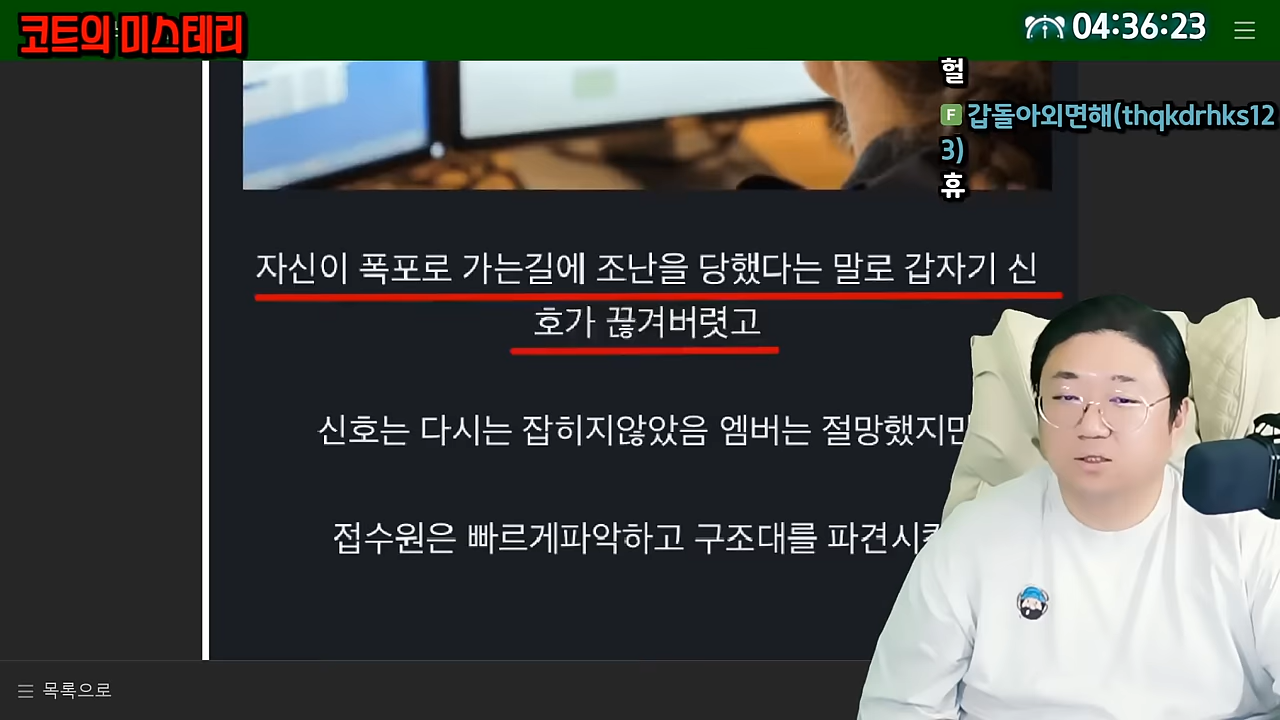 코트의 미스테리
04:36:23
헐
F 갑돌아외면해(thqkdrhks12
3)
휴
자신이 폭포로 가는길에 조난을 당했다는 말로 갑자기 신
호가 끊겨버렷고
신호는 다시는 잡히지않았음 엠버는 절망했지만
접수원은 빠르게파악하고 구조대를 파견시켜
목록으로